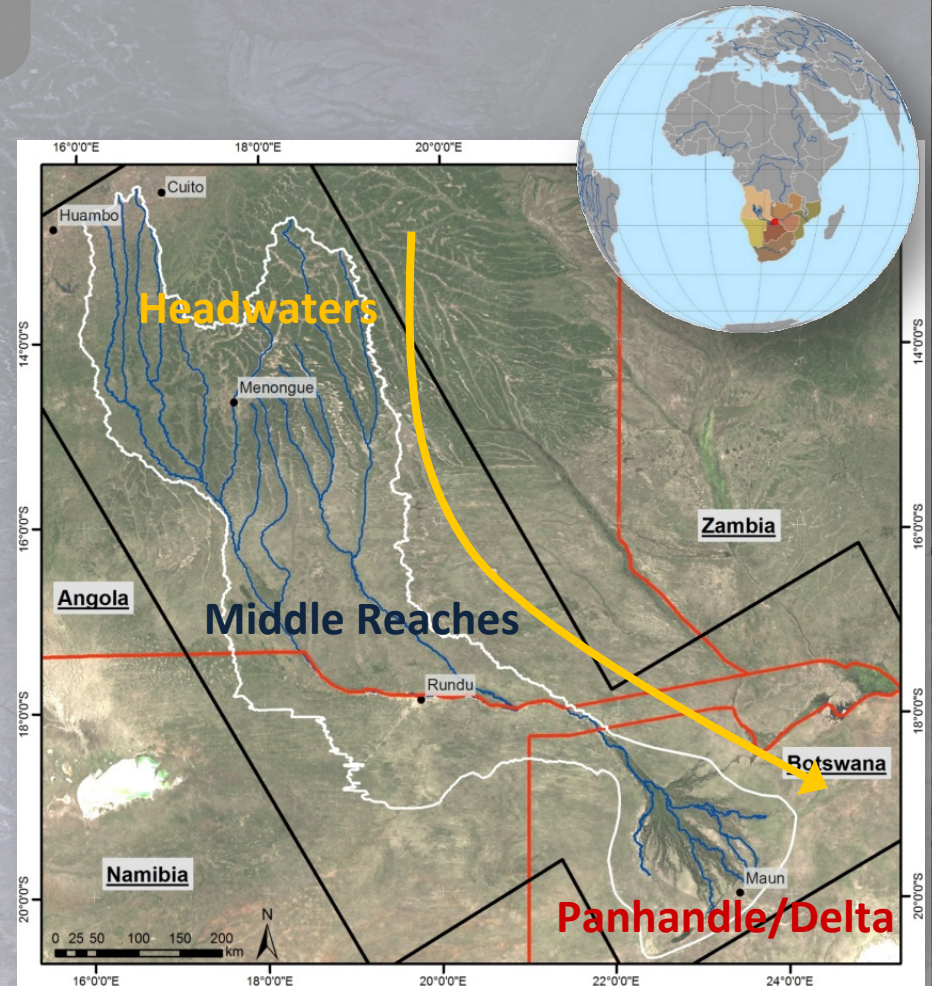 16°0'0"E 18°0'0"E 20°0'0"E
Cuito
Huambo
Headwaters
14°0'0"S 14°0'0"S
Menongue
16°0'0"S 16°0'0"S
Zambia
Angola
Middle Reaches
Rundu
18°0'0"S 18°0'0"S
Botswana
Namibia
Maun
20°0'0"S 20°0'0"S
Panhandle/Delta
N
0 25 50 100 150 200
km
16°0'0"E 18°0'0"E 20°0'0"E 22°0'0"E 24°0'0"E